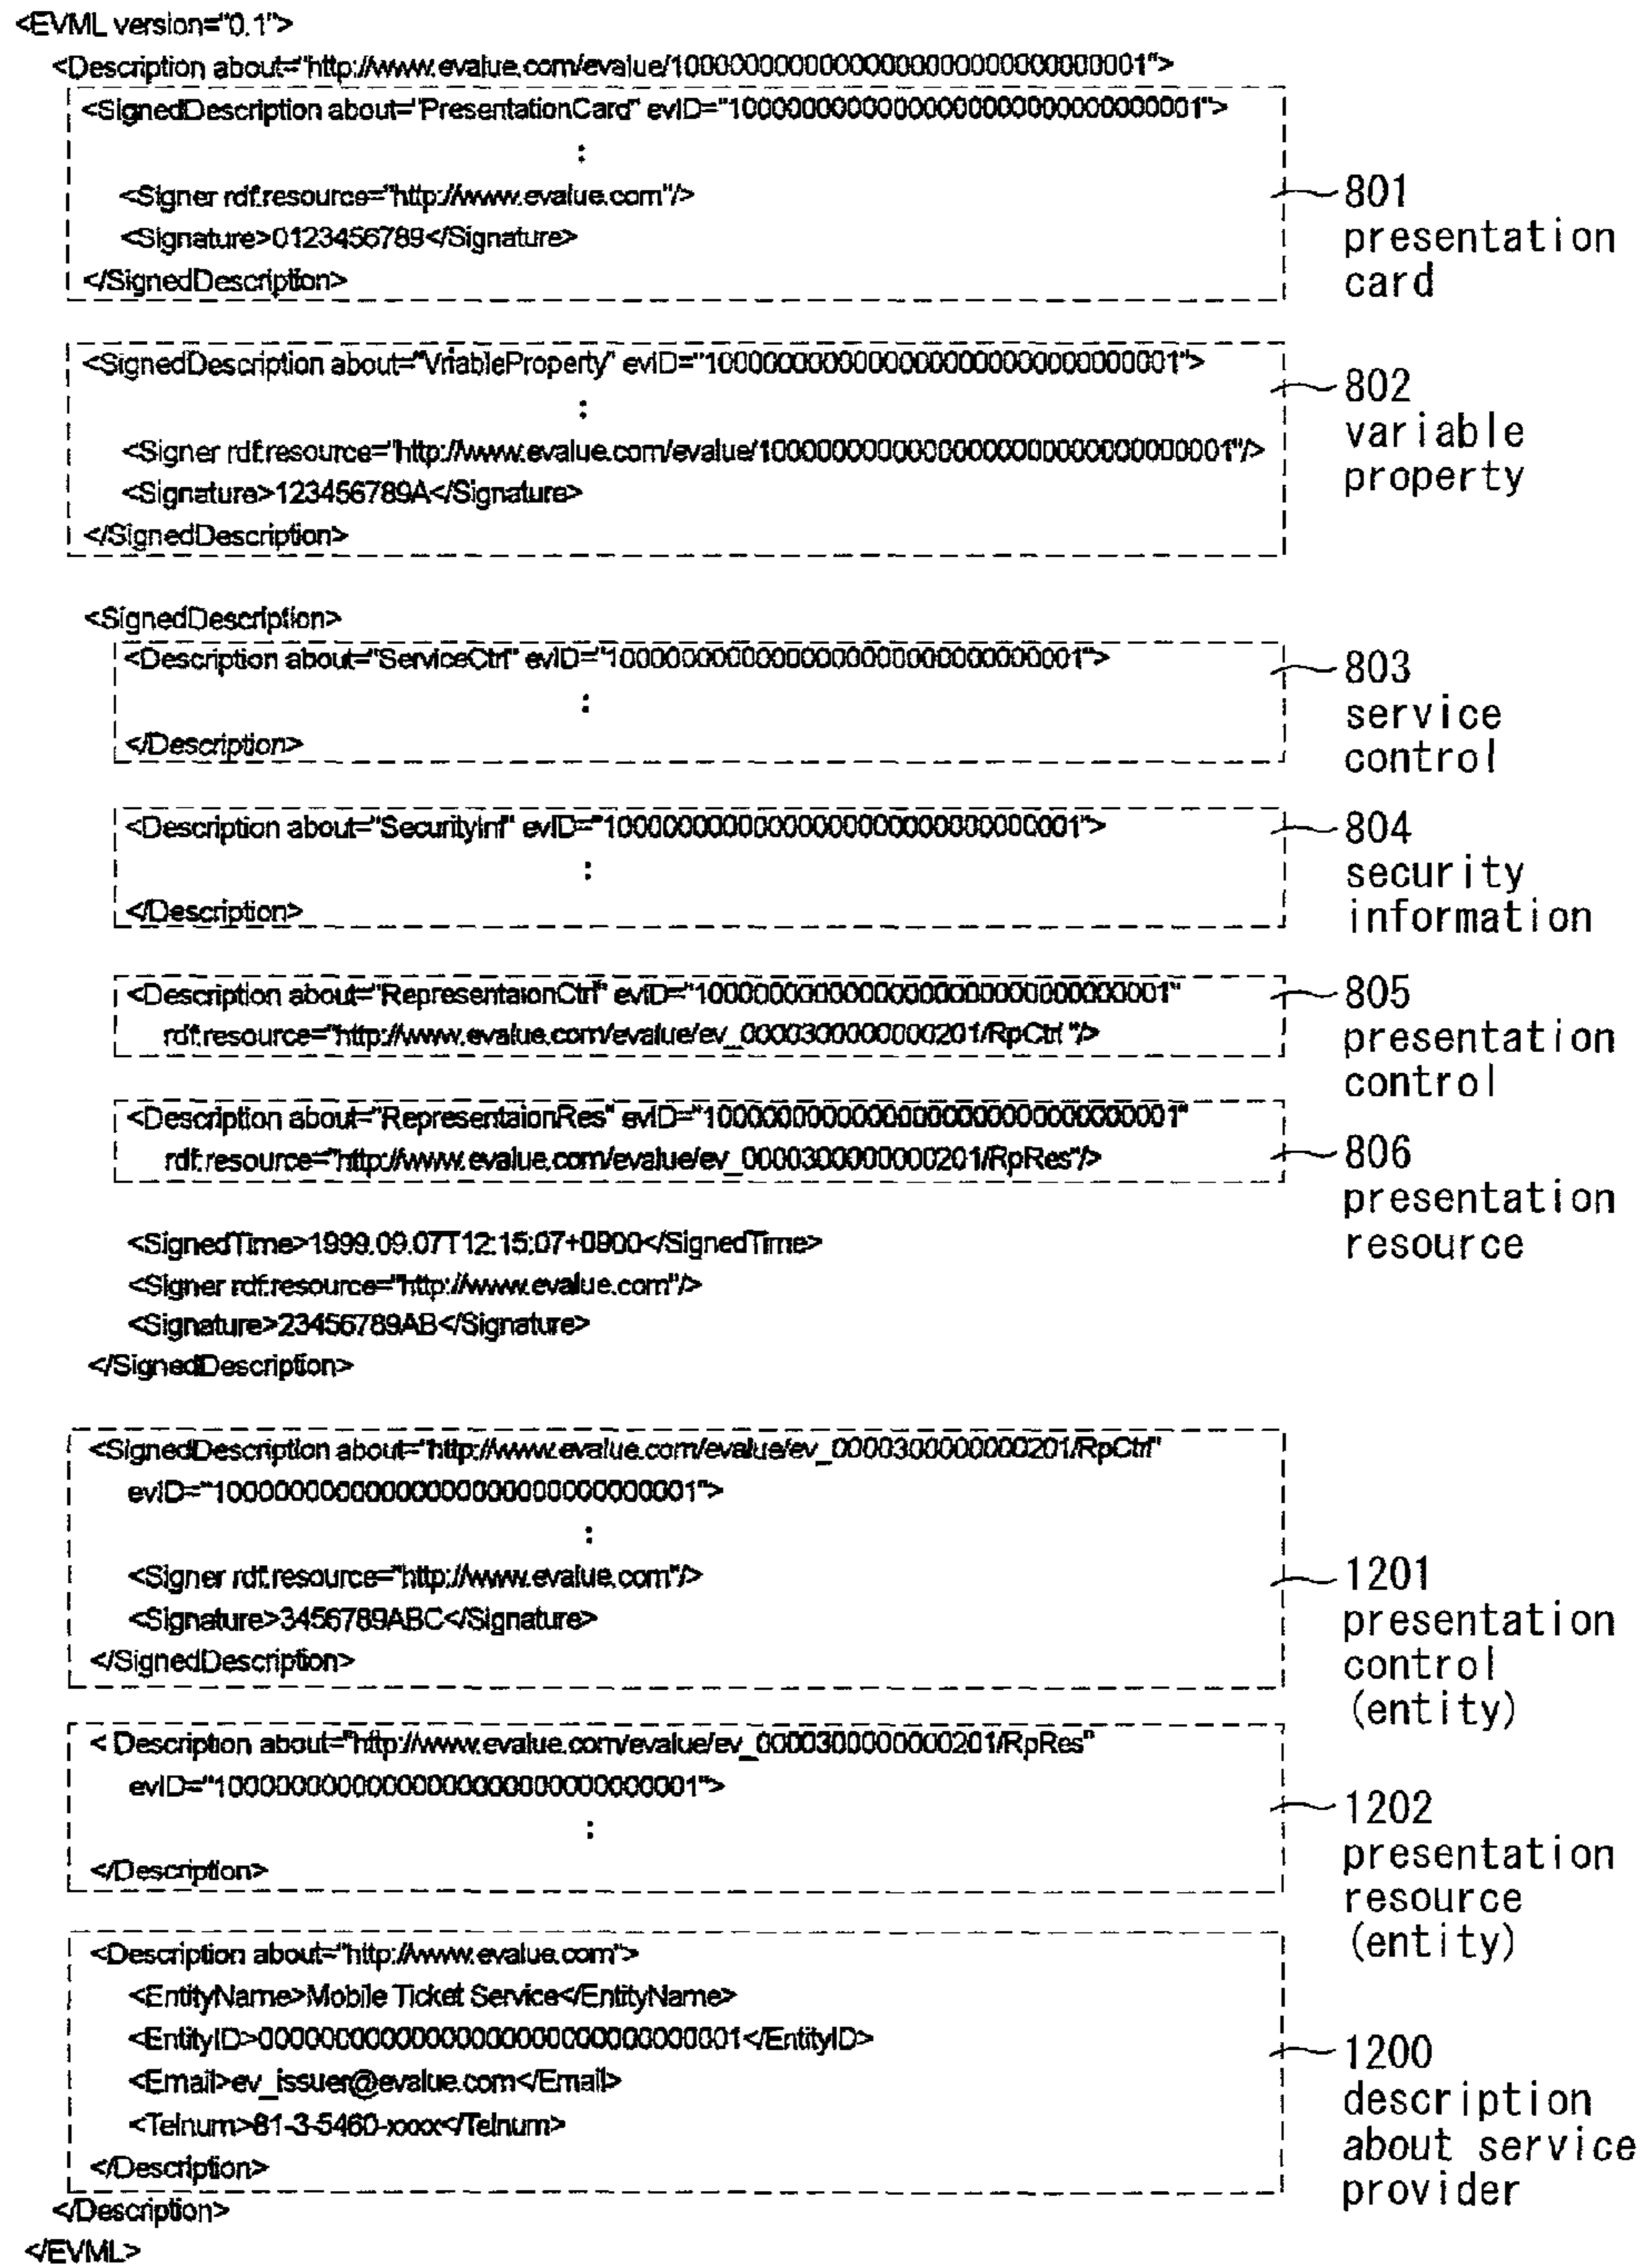 <EVML version="0.1">
<Description about="http://www.evalue.com/evalue/10000000000000000000000000000001">
<SignedDescription about="PresentationCard" evID="10000000000000000000000000000001">
:
<Signer rdf:resource="http://www.evalue.com"/>
<Signature>0123456789</Signature>
</SignedDescription>
801
presentation
card
<SignedDescription about="VriableProperty" evID="10000000000000000000000000000001">
:
<Signer rdf:resource="http://www.evalue.com/evalue/10000000000000000000000000000001"/>
<Signature>123456789A</Signature>
</SignedDescription>
802
variable
property
<SignedDescription>
<Description about="ServiceCtrl" evID="10000000000000000000000000000001">
:
</Description>
803
service
control
<Description about="SecurityInf" evID="10000000000000000000000000000001">
:
</Description>
804
security
information
<Description about="RepresentaionCtrl" evID="10000000000000000000000000000001"
rdf:resource="http://www.evalue.com/evalue/ev_0000300000000201/RpCtrl "/>
805
presentation
control
<Description about="RepresentaionRes" evID="10000000000000000000000000000001"
rdf:resource="http://www.evalue.com/evalue/ev_0000300000000201/RpRes"/>
806
presentation
resource
<SignedTime>1999.09.07T12:15:07+0900</SignedTime>
<Signer rdf:resource="http://www.evalue.com"/>
<Signature>23456789AB</Signature>
</SignedDescription>
<SignedDescription about="http://www.evalue.com/evalue/ev_0000300000000201/RpCtrl"
evID="10000000000000000000000000000001">
:
<Signer rdf:resource="http://www.evalue.com"/>
<Signature>3456789ABC</Signature>
</SignedDescription>
1201
presentation
control
(entity)
< Description about="http://www.evalue.com/evalue/ev_0000300000000201/RpRes"
evID="10000000000000000000000000000001">
:
</Description>
1202
presentation
resource
(entity)
<Description about="http://www.evalue.com">
<EntityName>Mobile Ticket Service</EntityName>
<EntityID>00000000000000000000000000000001</EntityID>
<Email>ev_issuer@evalue.com</Email>
<Telnum>81-3-5460-xxxx</Telnum>
</Description>
1200
description
about service
provider
</Description>
</EVML>